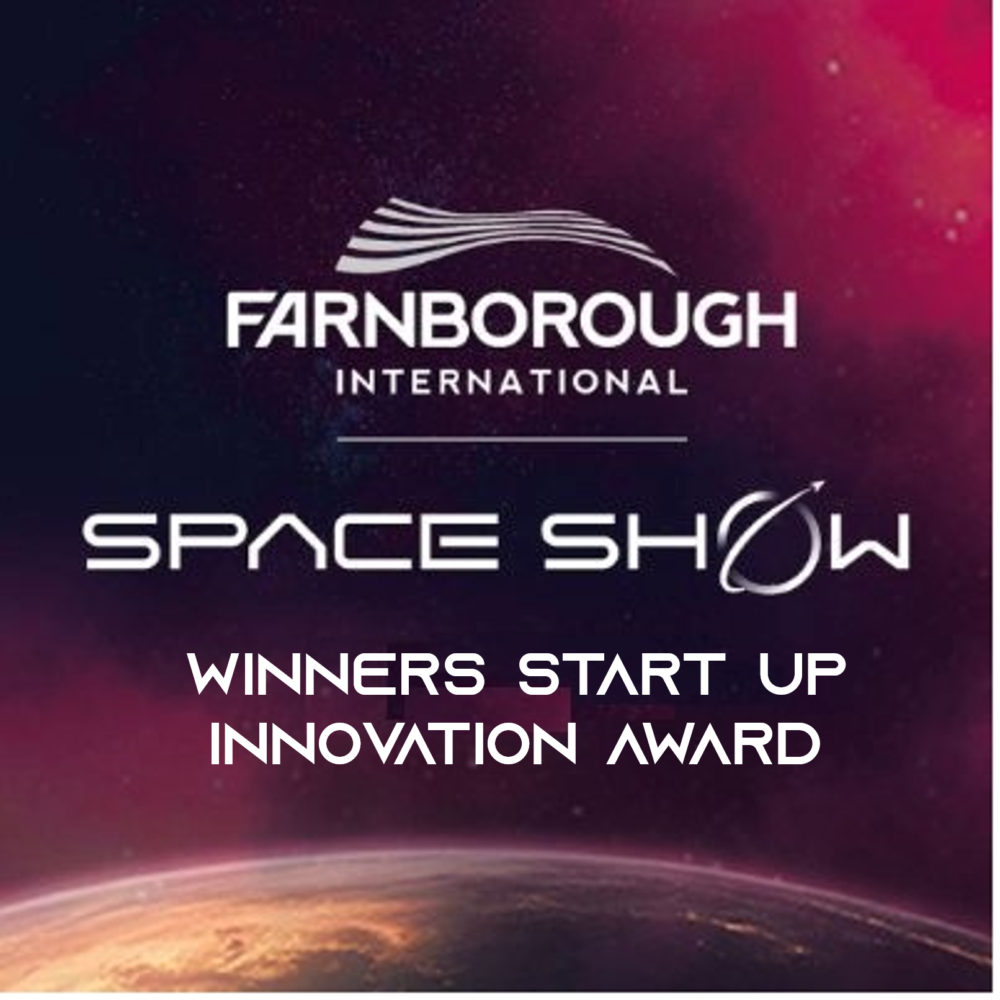 FARNBOROUGH
INTERNATIONAL
SPACE SHOW
WINNERS START UP
INNOVATION AWARD